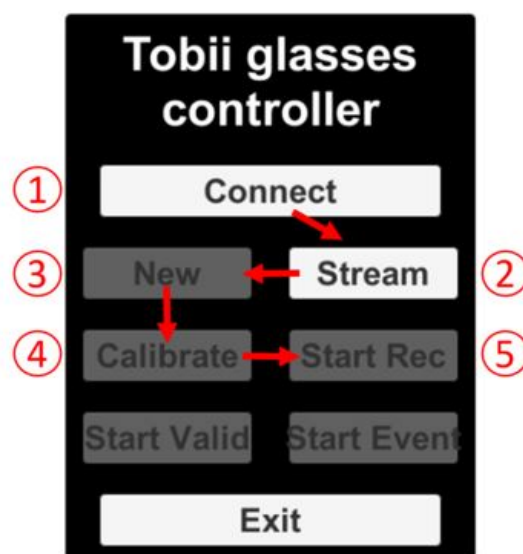 Tobii glasses
controller
① Connect
③ New Stream ②
④ Calibrate Start Rec ⑤
Start Valid Start Event
Exit